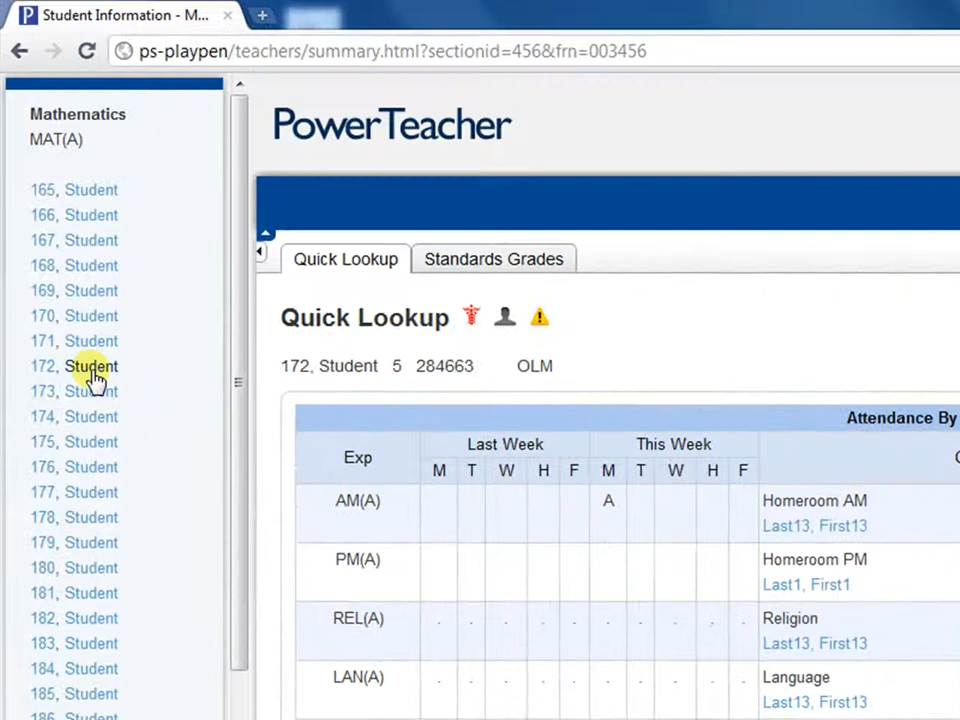 Student Information - M...
ps-playpen/teachers/summary.html?sectionid=456&frn=003456
Mathematics
MAT(A)
165, Student
166, Student
167, Student
168, Student
169, Student
170, Student
171, Student
172, Student
173, Student
174, Student
175, Student
176, Student
177, Student
178, Student
179, Student
180, Student
181, Student
182, Student
183, Student
184, Student
185, Student
186, Student
PowerTeacher
Quick Lookup Standards Grades
Quick Lookup
172, Student 5 284663 OLM
Attendance By
Exp Last Week This Week
M T W H F M T W H F
AM(A) A Homeroom AM
Last13, First13
PM(A) Homeroom PM
Last1, First1
REL(A) . . . . . . . . . . Religion
Last13, First13
LAN(A) . . . . . . . . . . Language
Last13, First13